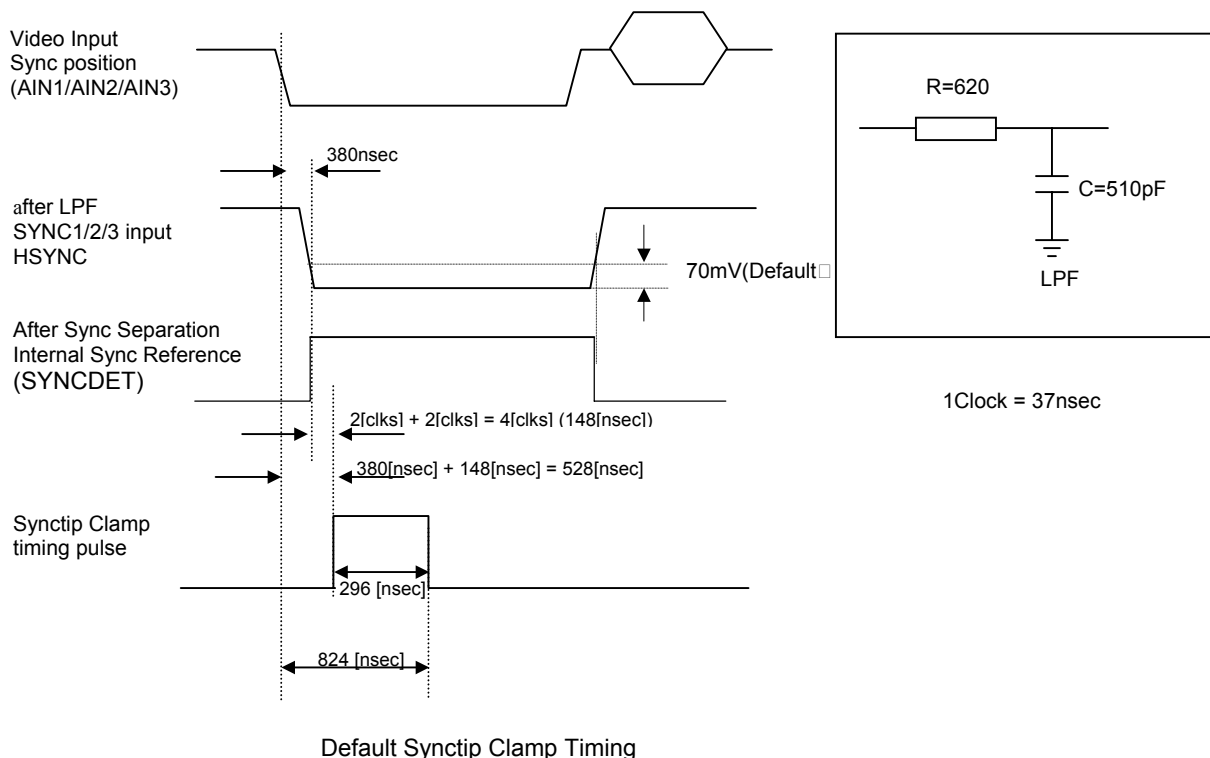 Video Input
Sync position
(AIN1/AIN2/AIN3)
R=620
C=510pF
LPF
380nsec
after LPF
SYNC1/2/3 input
HSYNC
70mV(Default□
After Sync Separation
Internal Sync Reference
(SYNCDET)
1Clock = 37nsec
2[clks] + 2[clks] = 4[clks] (148[nsec])
380[nsec] + 148[nsec] = 528[nsec]
Synctip Clamp
timing pulse
296 [nsec]
824 [nsec]
Default Synctip Clamp Timing